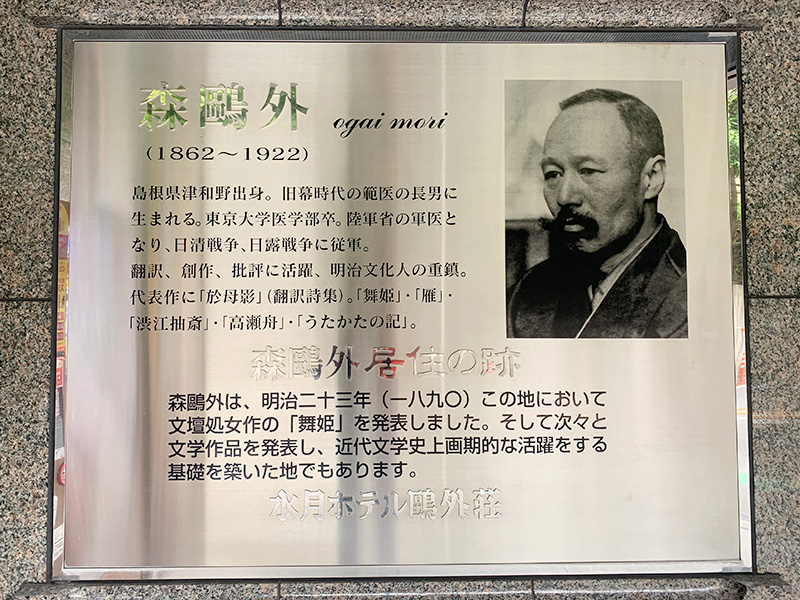 森鷗外 ogai mori
(1862〜1922)
島根県津和野出身。旧幕時代の範医の長男に
生まれる。東京大学医学部卒。陸軍省の軍医と
なり、日清戦争、日露戦争に従軍。
翻訳、創作、批評に活躍、明治文化人の重鎮。
代表作に「於母影」(翻訳詩集)。「舞姫」・「雁」・
「渋江抽斎」・「高瀬舟」・「うたかたの記」。
森鷗外居住の跡
森鷗外は、明治二十三年（一八九〇）この地において
文壇処女作の「舞姫」を発表しました。そして次々と
文学作品を発表し、近代文学史上画期的な活躍をする
基礎を築いた地でもあります。
水月ホテル鷗外荘